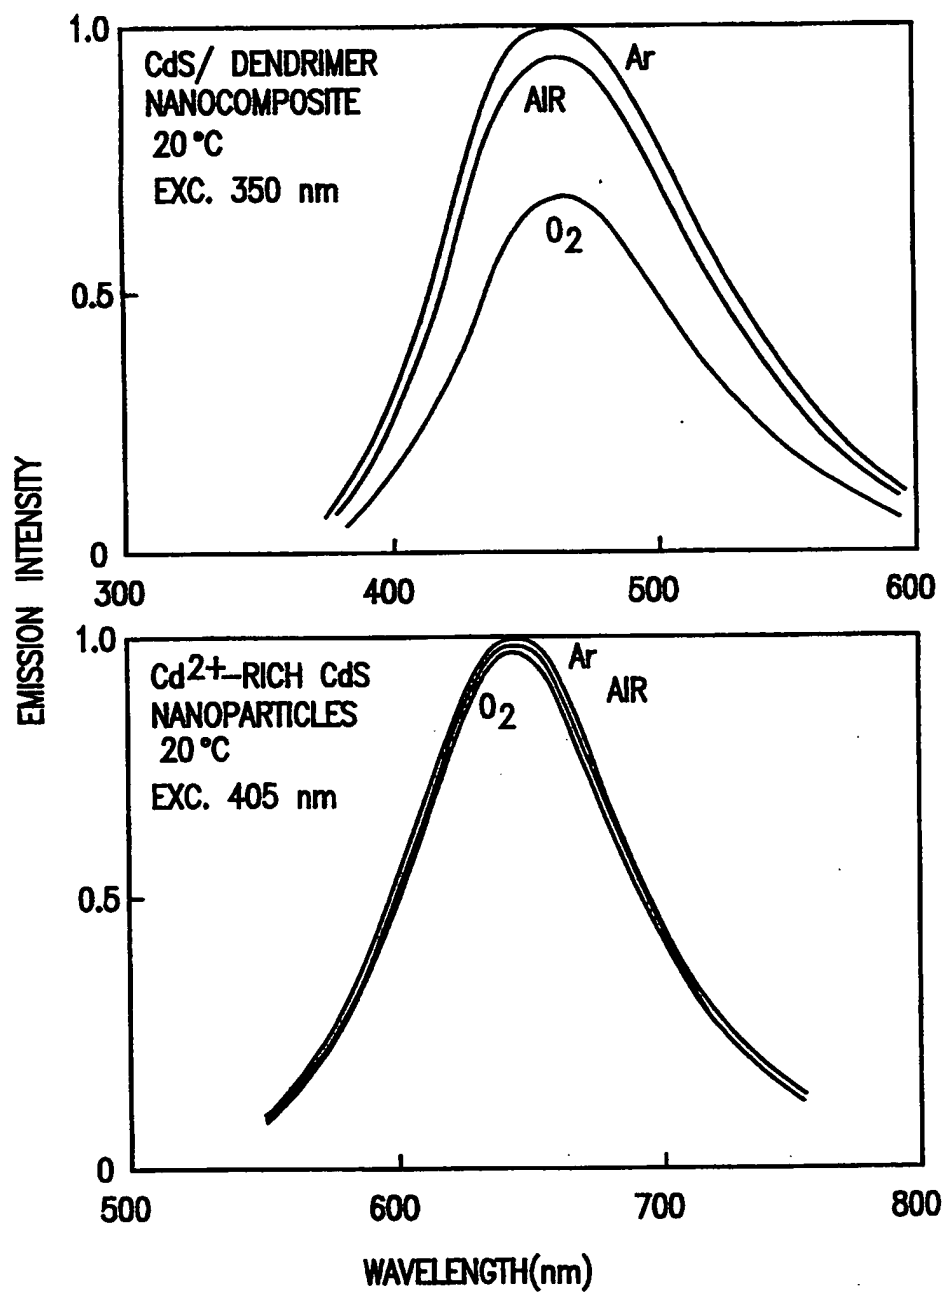 1.0
CdS/ DENDRIMER
NANOCOMPOSITE
20°C
EXC. 350 nm
Ar
AIR
O2
0.5
0
300
400
500
600
EMISSION INTENSITY
1.0
Cd2+-RICH CdS
NANOPARTICLES
20°C
EXC. 405 nm
Ar
AIR
O2
0.5
0
500
600
700
800
WAVELENGTH(nm)